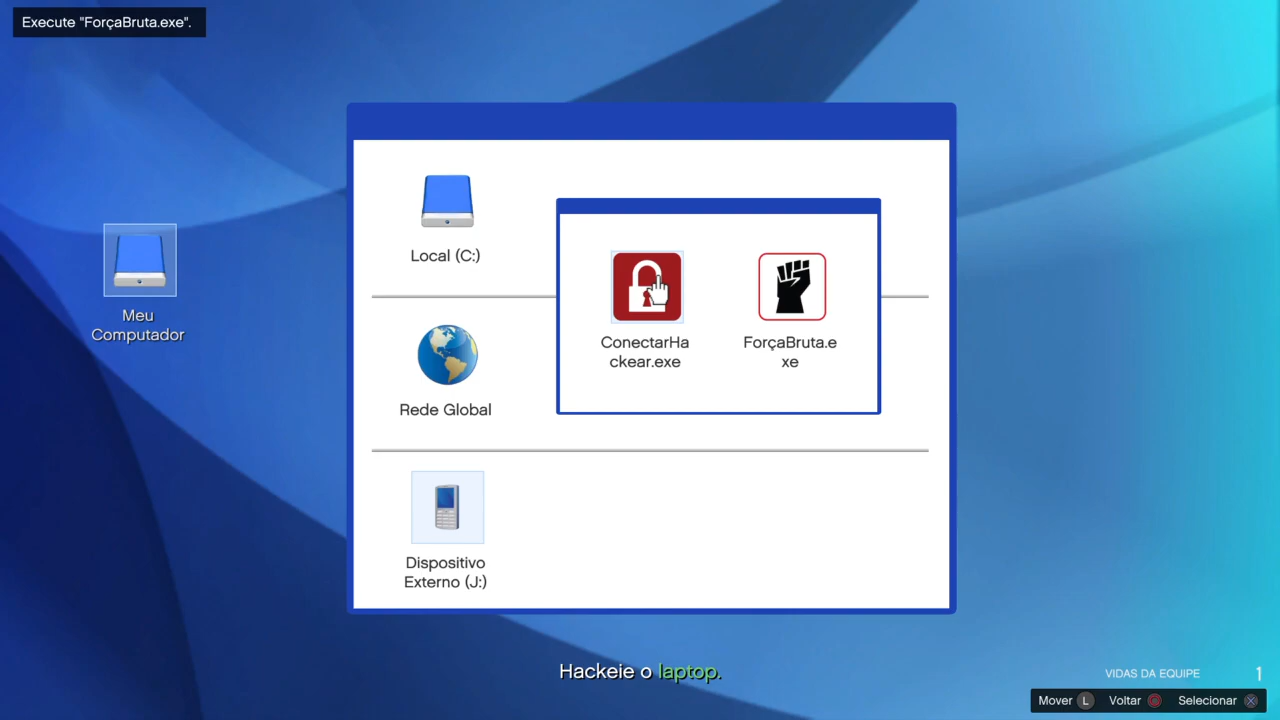 Execute "ForçaBruta.exe".
Local (C:)
Meu
Computador
ConectarHa
ckear.exe
ForçaBruta.e
xe
Rede Global
Dispositivo
Externo (J:)
Hackeie o laptop.
VIDAS DA EQUIPE 1
Mover L Voltar Selecionar